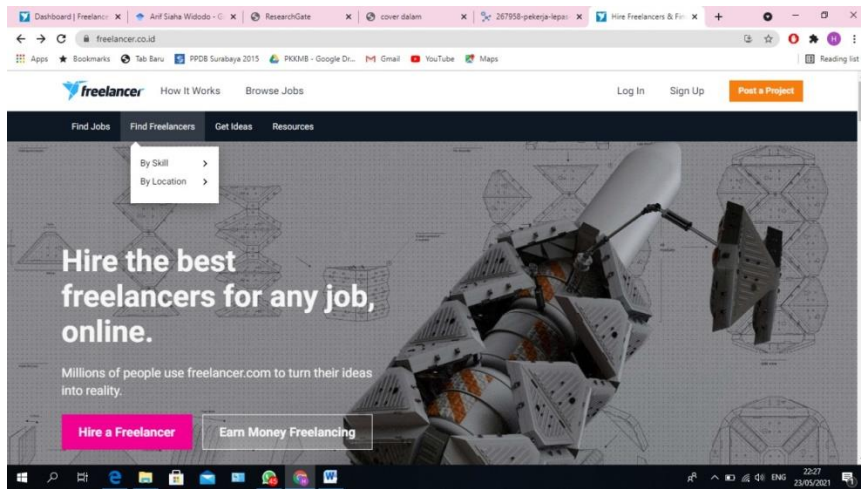 Dashboard | Freelance
Arif Siaha Widodo - G
ResearchGate
cover dalam
267958-pekerja-lepas
Hire Freelancers & Fin
freelancer.co.id
Apps
Bookmarks
Tab Baru
PPDB Surabaya 2015
PKKMB - Google Dr...
Gmail
YouTube
Maps
Reading list
freelancer
How It Works
Browse Jobs
Log In
Sign Up
Post a Project
Find Jobs
Find Freelancers
Get Ideas
Resources
By Skill
By Location
Hire the best
freelancers for any job,
online.
Millions of people use freelancer.com to turn their ideas
into reality.
Hire a Freelancer
Earn Money Freelancing
ENG
22:27
23/05/2021